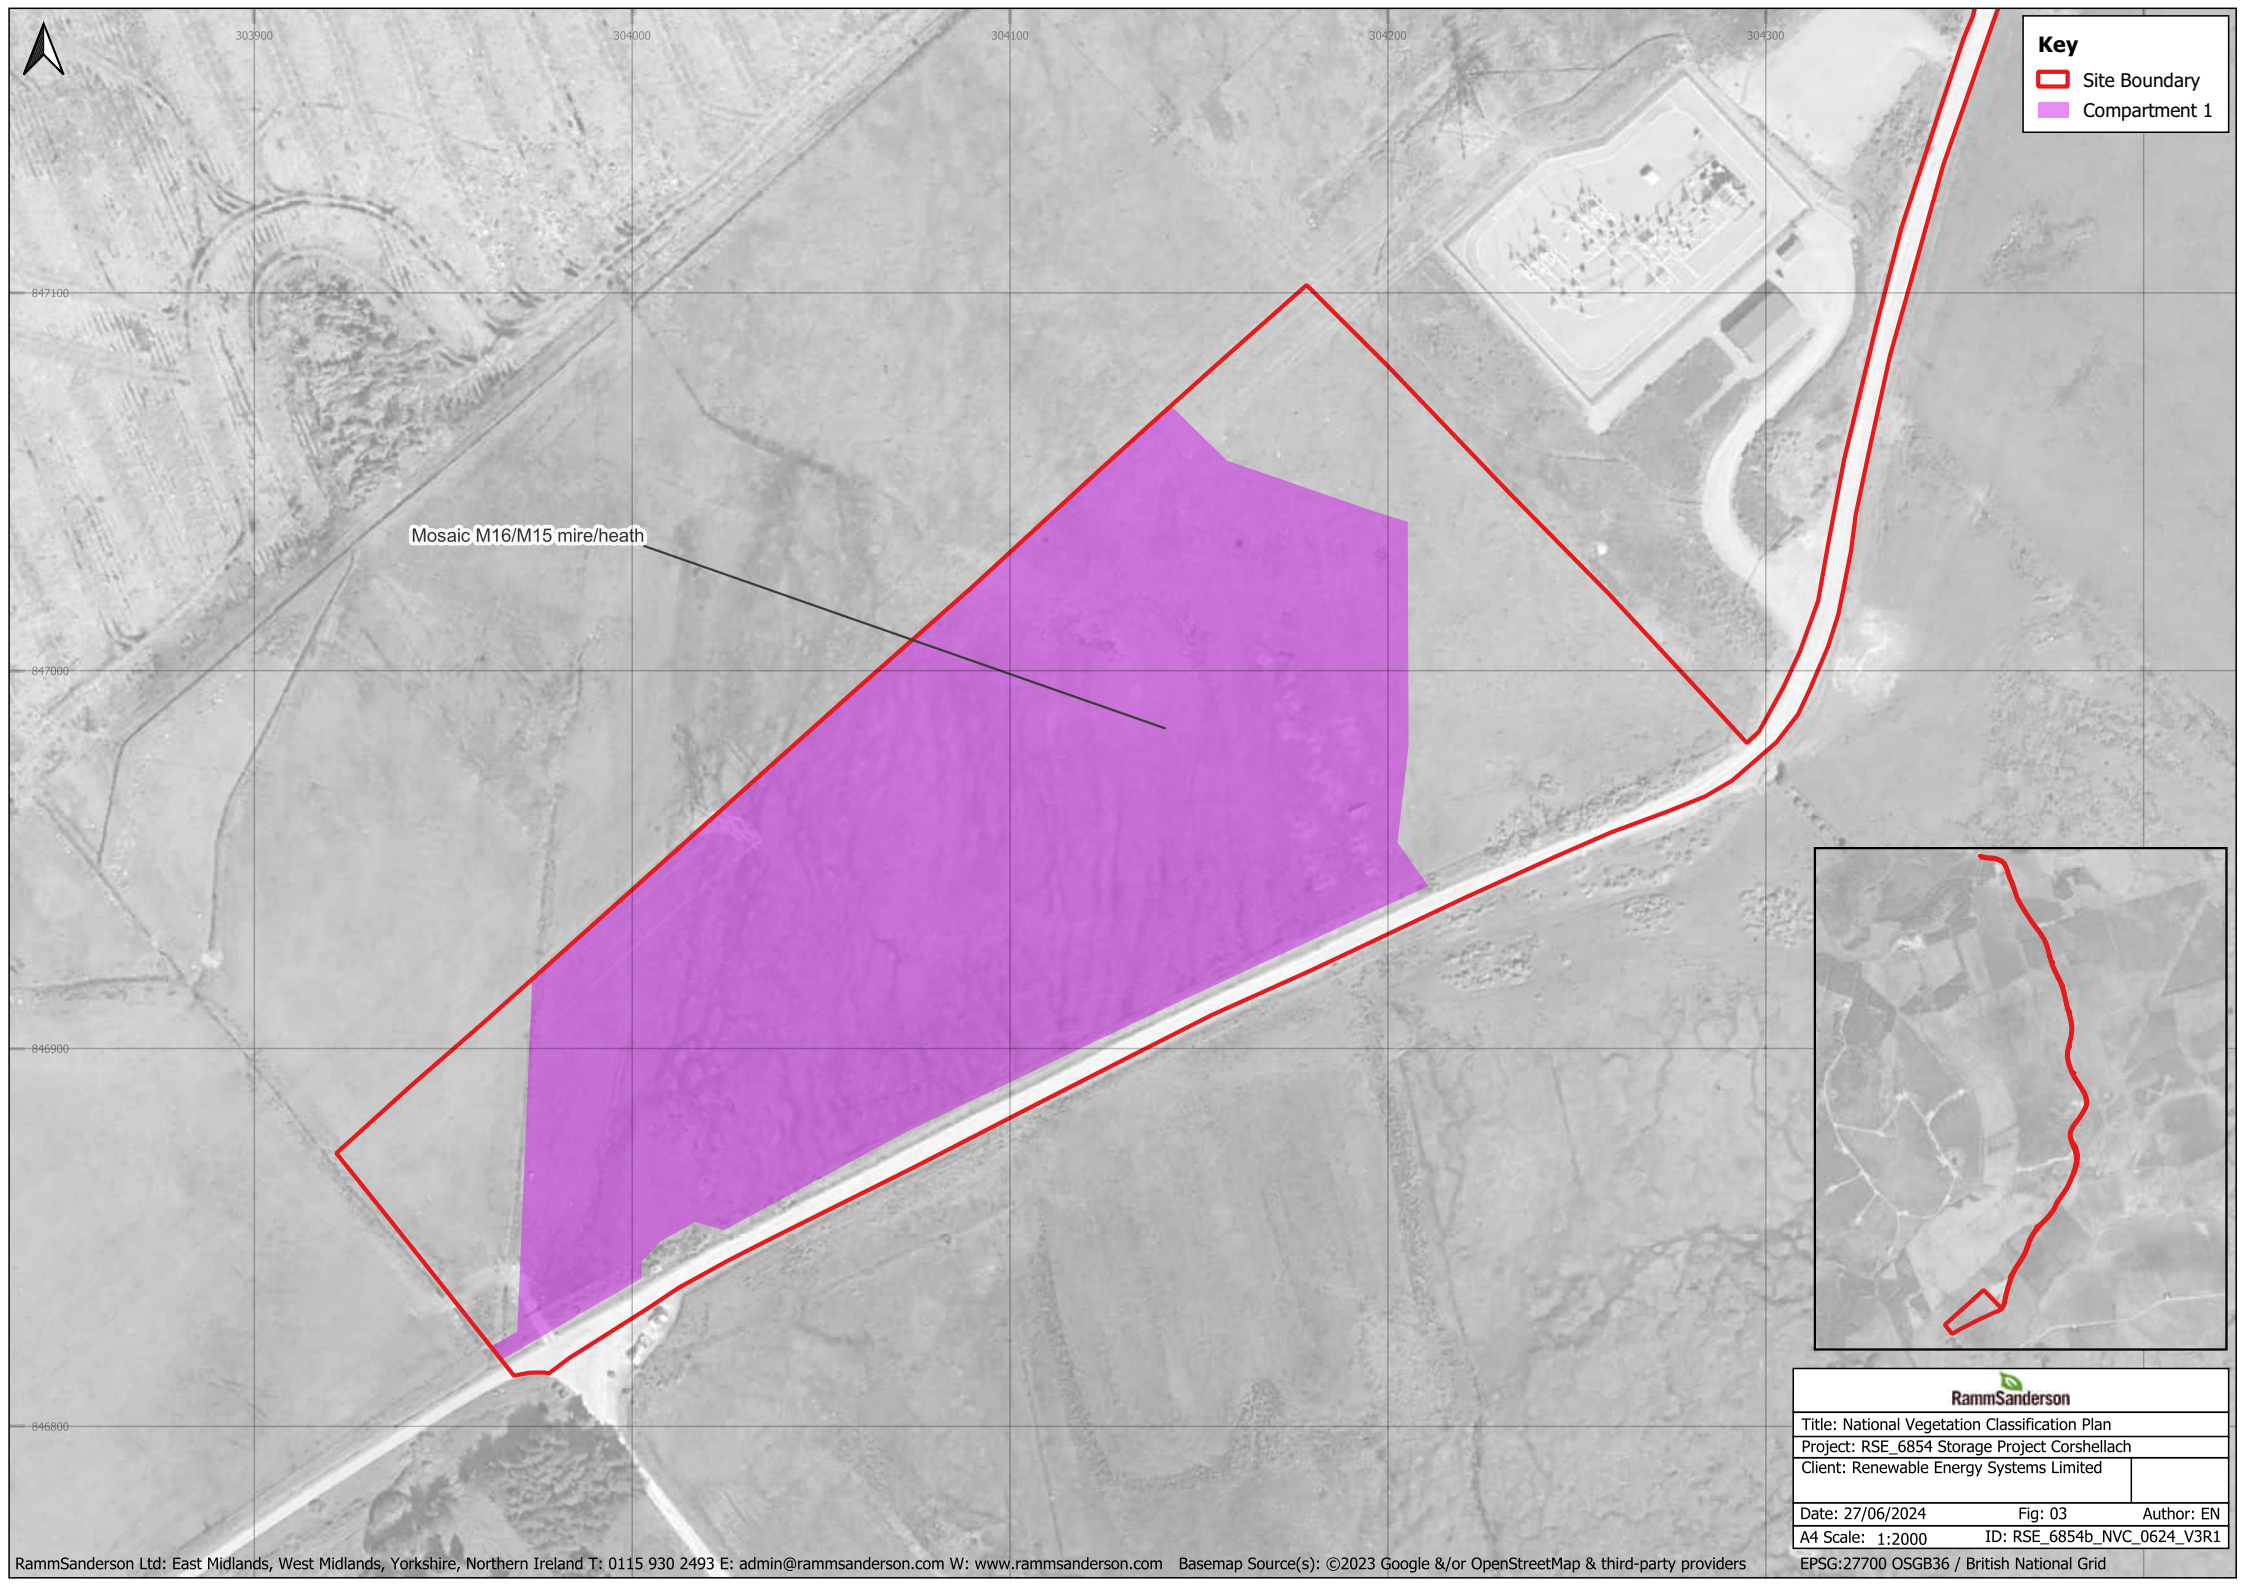 303900
304000
304100
304200
304300
Key
Site Boundary
Compartment 1
847100
Mosaic M16/M15 mire/heath
847000
846900
846800
RammSanderson
Title: National Vegetation Classification Plan
Project: RSE_6854 Storage Project Corshellach
Client: Renewable Energy Systems Limited
Date: 27/06/2024 Fig: 03 Author: EN
A4 Scale: 1:2000 ID: RSE_6854b_NVC_0624_V3R1
RammSanderson Ltd: East Midlands, West Midlands, Yorkshire, Northern Ireland T: 0115 930 2493 E: admin@rammsanderson.com W: www.rammsanderson.com Basemap Source(s): ©2023 Google &/or OpenStreetMap & third-party providers EPSG:27700 OSGB36 / British National Grid